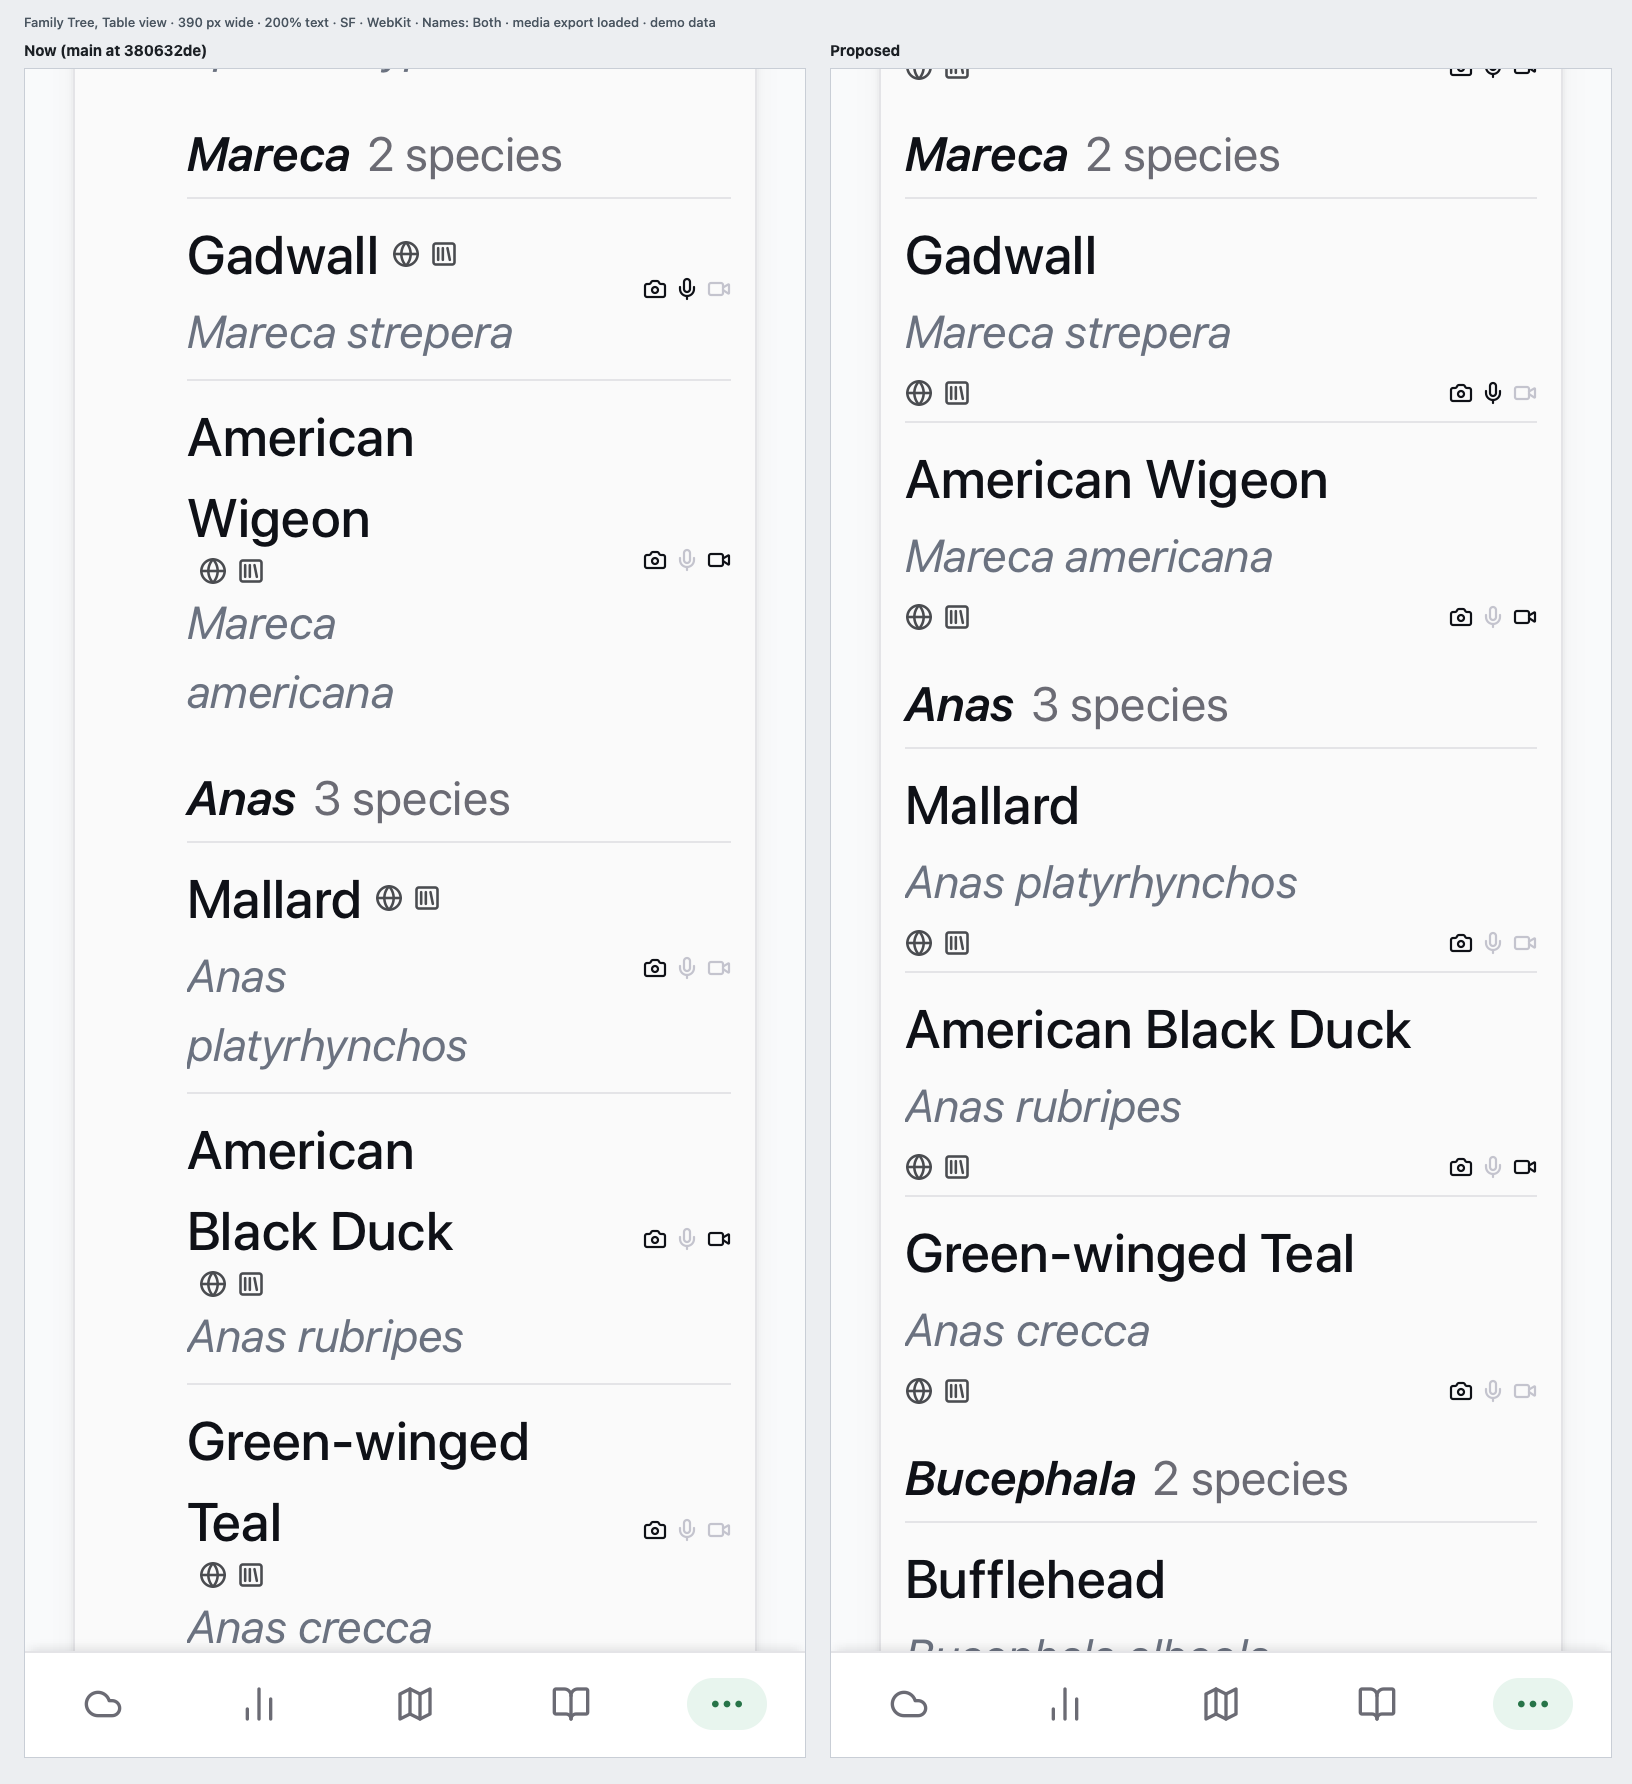 Family Tree, Table view · 390 px wide · 200% text · SF · WebKit · Names: Both · media export loaded · demo data
Now (main at 380632de)
Mareca 2 species
Gadwall
Mareca strepera
American
Wigeon
Mareca
americana
Anas 3 species
Mallard
Anas
platyrhynchos
American
Black Duck
Anas rubripes
Green-winged
Teal
Anas crecca
Proposed
Mareca 2 species
Gadwall
Mareca strepera
American Wigeon
Mareca americana
Anas 3 species
Mallard
Anas platyrhynchos
American Black Duck
Anas rubripes
Green-winged Teal
Anas crecca
Bucephala 2 species
Bufflehead